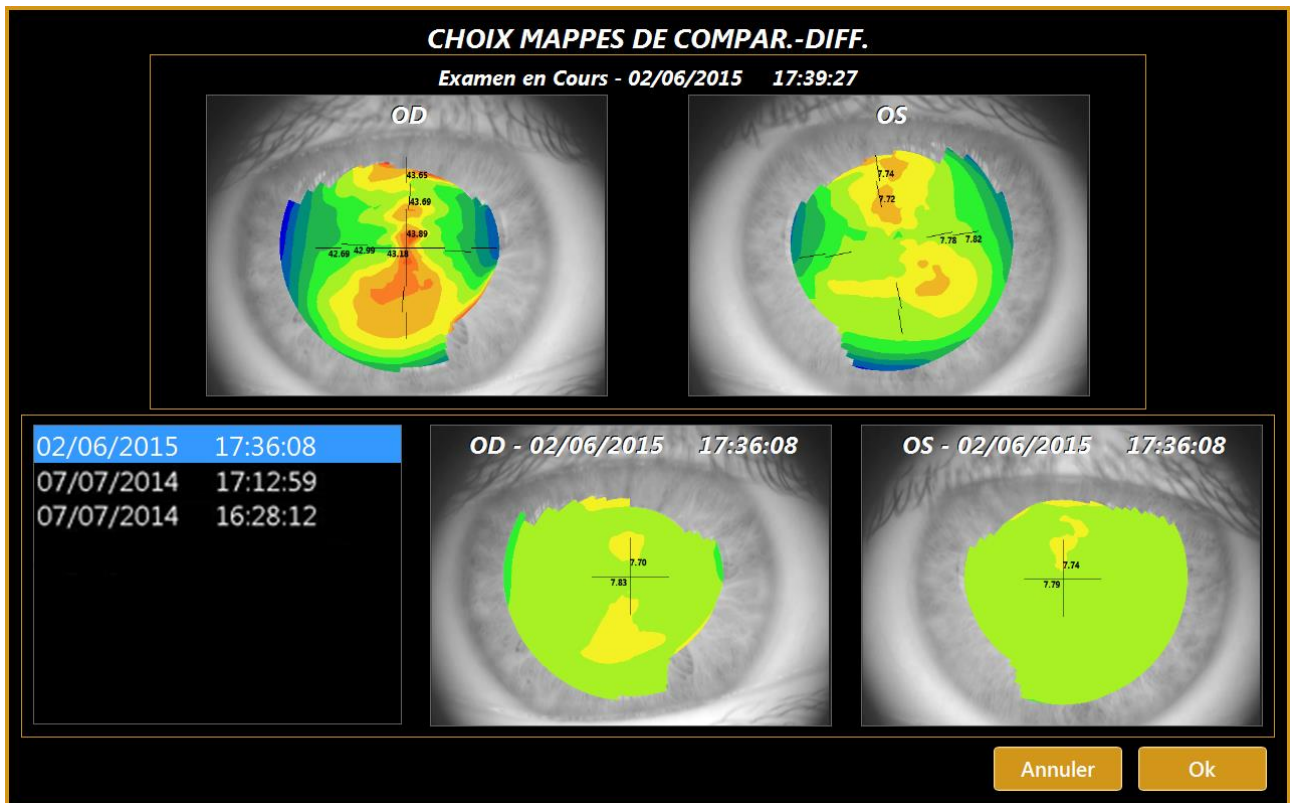 CHOIX MAPPES DE COMPAR.-DIFF.
Examen en Cours - 02/06/2015 17:39:27
OD
43.65
43.69
43.89
42.69 42.99 43.18
OS
7.74
7.72
7.78 7.82
02/06/2015 17:36:08
07/07/2014 17:12:59
07/07/2014 16:28:12
OD - 02/06/2015 17:36:08
7.70
7.83
OS - 02/06/2015 17:36:08
7.74
7.79
Annuler
Ok